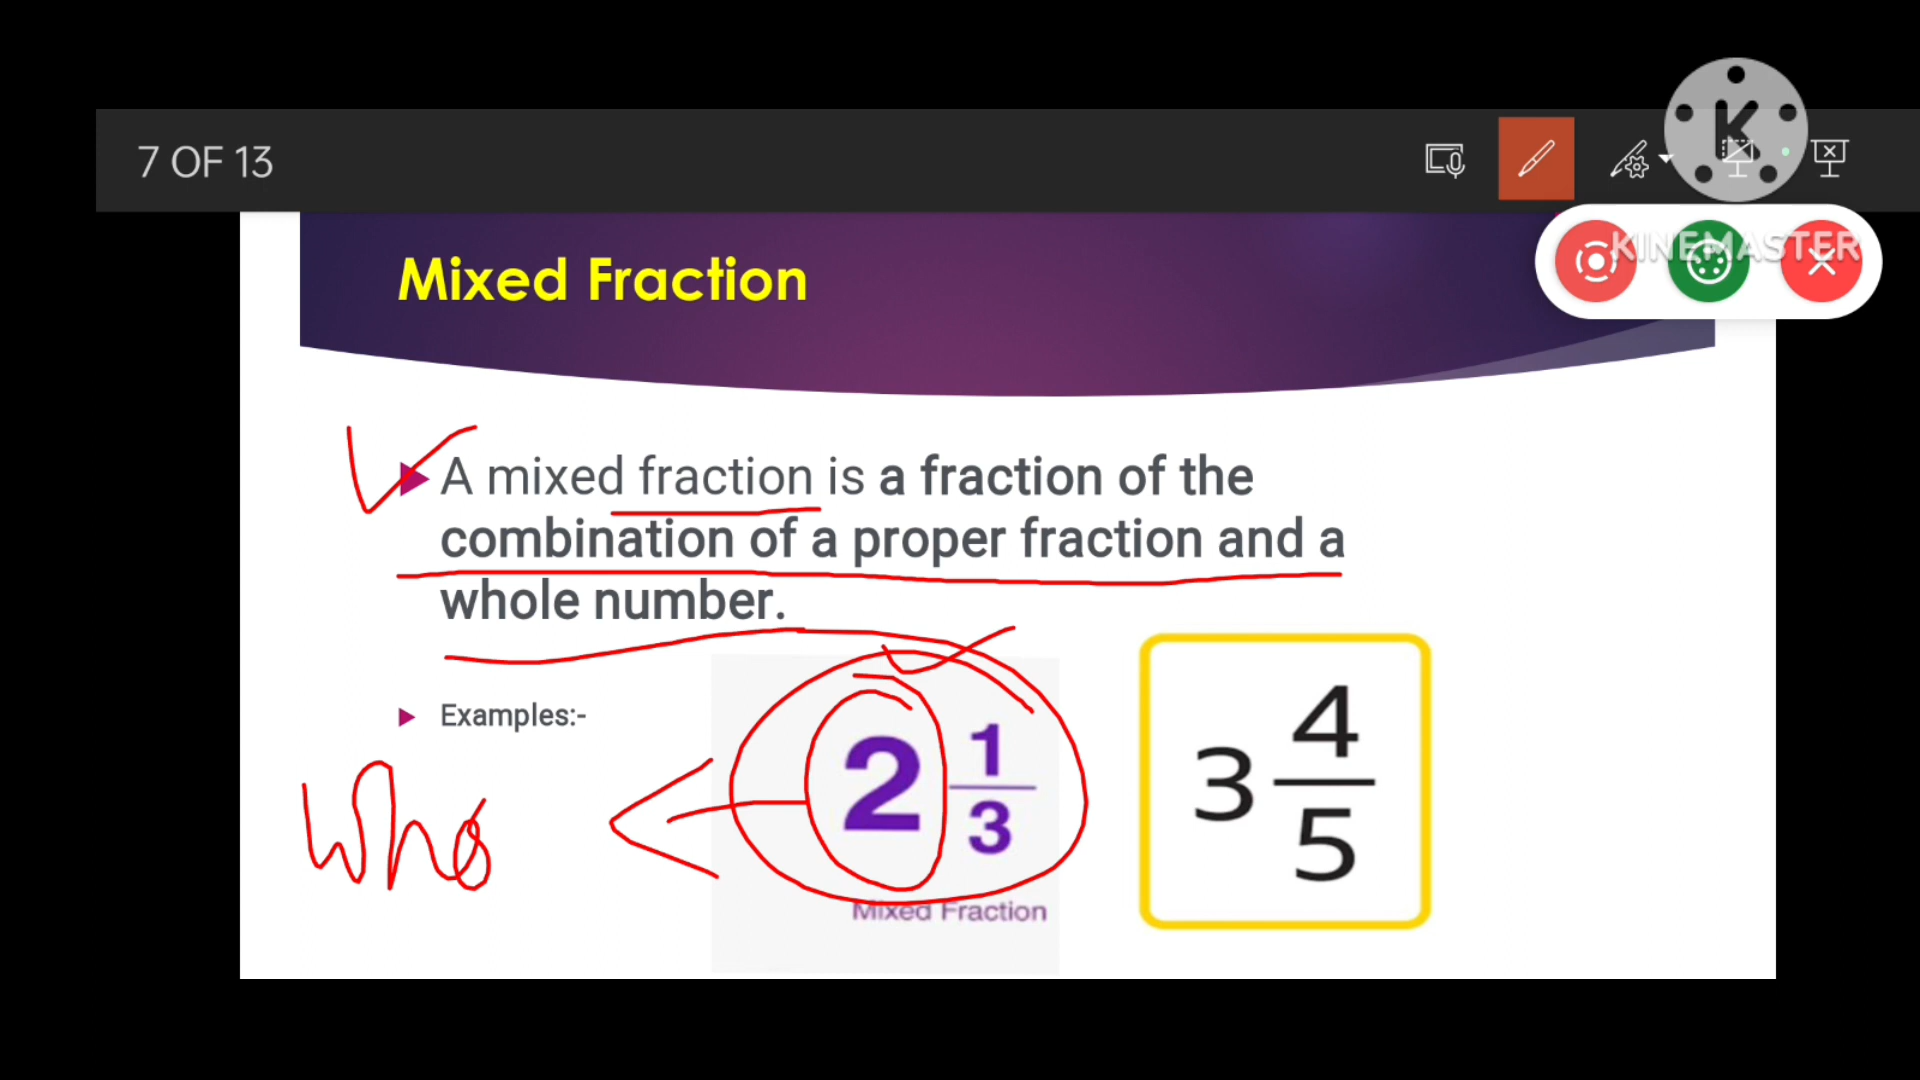 7 OF 13
K
KINEMASTER
Mixed Fraction
A mixed fraction is a fraction of the
combination of a proper fraction and a
whole number.
Examples:-
2 1/3
Mixed Fraction
3 4/5
Who